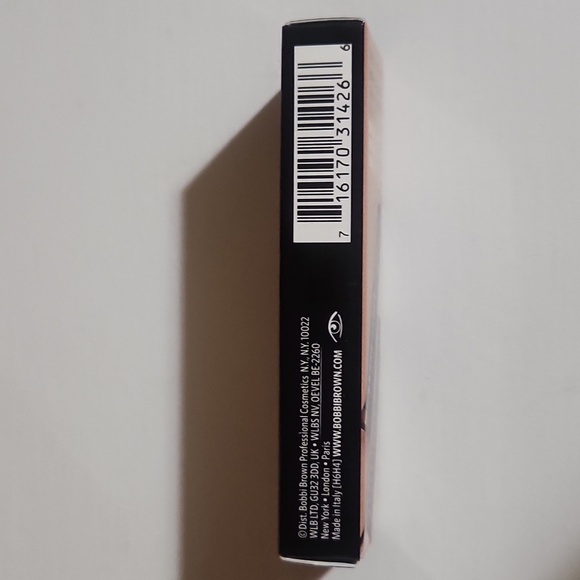 7 16170 31426 6
©Dist. Bobbi Brown Professional Cosmetics N.Y., N.Y. 10022
WLB LTD, GU32 3DD, UK • WLBS NV, OEVEL BE-2260
New York • London • Paris
Made in Italy [H6H4] WWW.BOBBIBROWN.COM